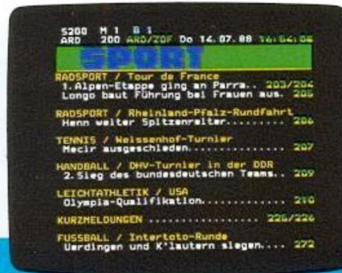 S200 M 1 B 1
ARD 200 ARD/ZDF Do 14.07.88 16:54:05
SPORT
RADSPORT / Tour de France
1.Alpen-Etappe ging an Parra.. 203/204
Longo baut Führung bei Frauen aus. 205
RADSPORT / Rheinland-Pfalz-Rundfahrt
Henn weiter Spitzenreiter.......... 206
TENNIS / Weissenhof-Turnier
Mecir ausgeschieden................ 207
HANDBALL / DHV-Turnier in der DDR
2.Sieg des bundesdeutschen Teams.. 209
LEICHTATHLETIK / USA
Olympia-Qualifikation.............. 210
KURZMELDUNGEN ................. 225/226
FUSSBALL / Intertoto-Runde
Uerdingen und K'lautern siegen.... 272